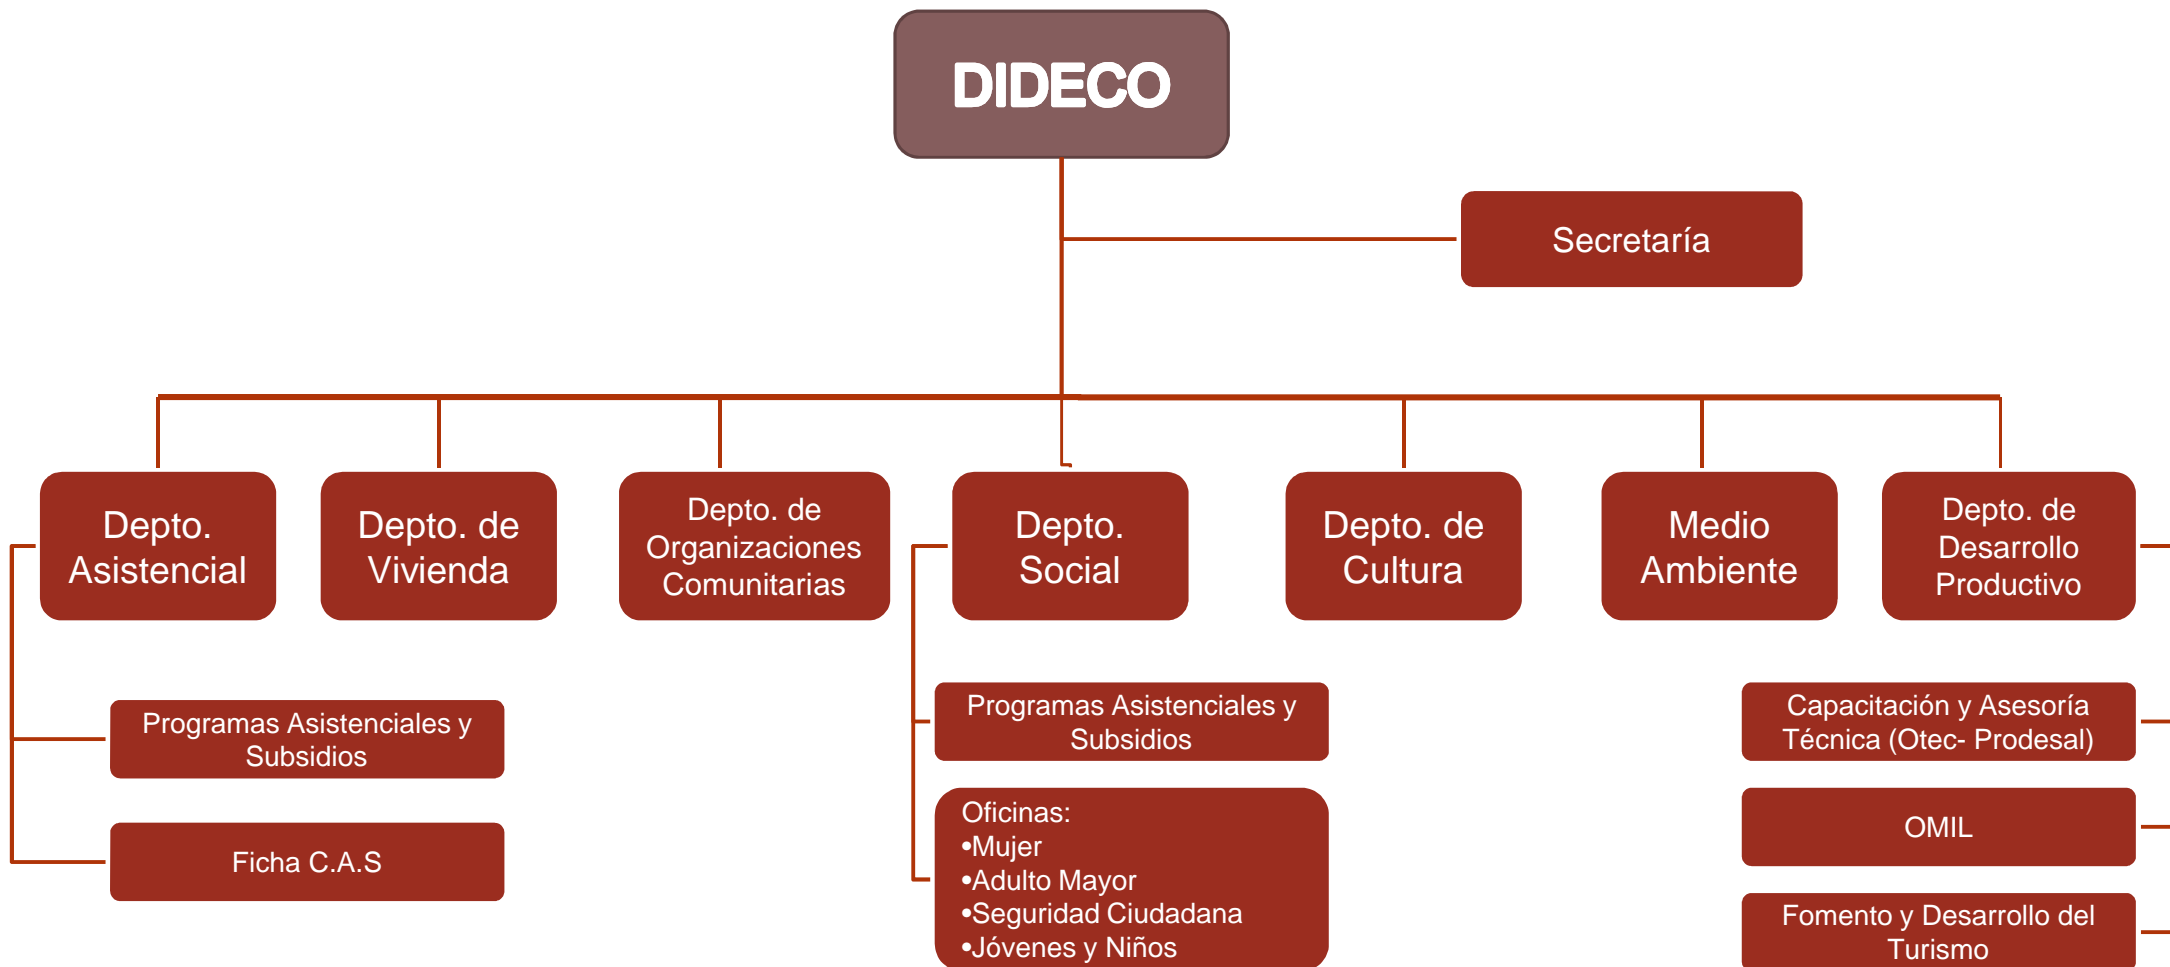 DIDECO
Secretaría
Depto.
Asistencial
Depto. de
Vivienda
Depto. de
Organizaciones
Comunitarias
Depto.
Social
Depto. de
Cultura
Medio
Ambiente
Depto. de
Desarrollo
Productivo
Programas Asistenciales y
Subsidios
Ficha C.A.S
Programas Asistenciales y
Subsidios
Oficinas:
•Mujer
•Adulto Mayor
•Seguridad Ciudadana
•Jóvenes y Niños
Capacitación y Asesoría
Técnica (Otec- Prodesal)
OMIL
Fomento y Desarrollo del
Turismo